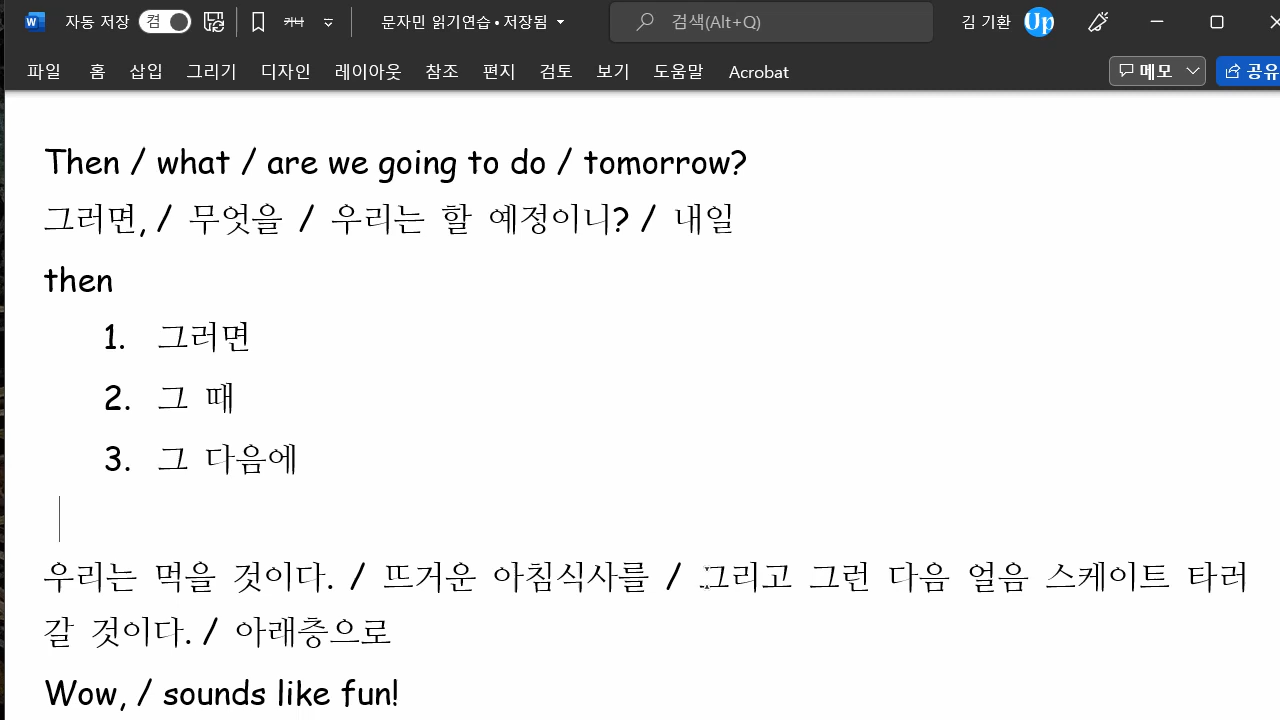 자동 저장 켬 가나 문자민 읽기연습 • 저장됨 검색(Alt+Q) 김 기환 Up
파일 홈 삽입 그리기 디자인 레이아웃 참조 편지 검토 보기 도움말 Acrobat 메모 공유
Then / what / are we going to do / tomorrow?
그러면, / 무엇을 / 우리는 할 예정이니? / 내일
then
1. 그러면
2. 그 때
3. 그 다음에
우리는 먹을 것이다. / 뜨거운 아침식사를 / 그리고 그런 다음 얼음 스케이트 타러
갈 것이다. / 아래층으로
Wow, / sounds like fun!